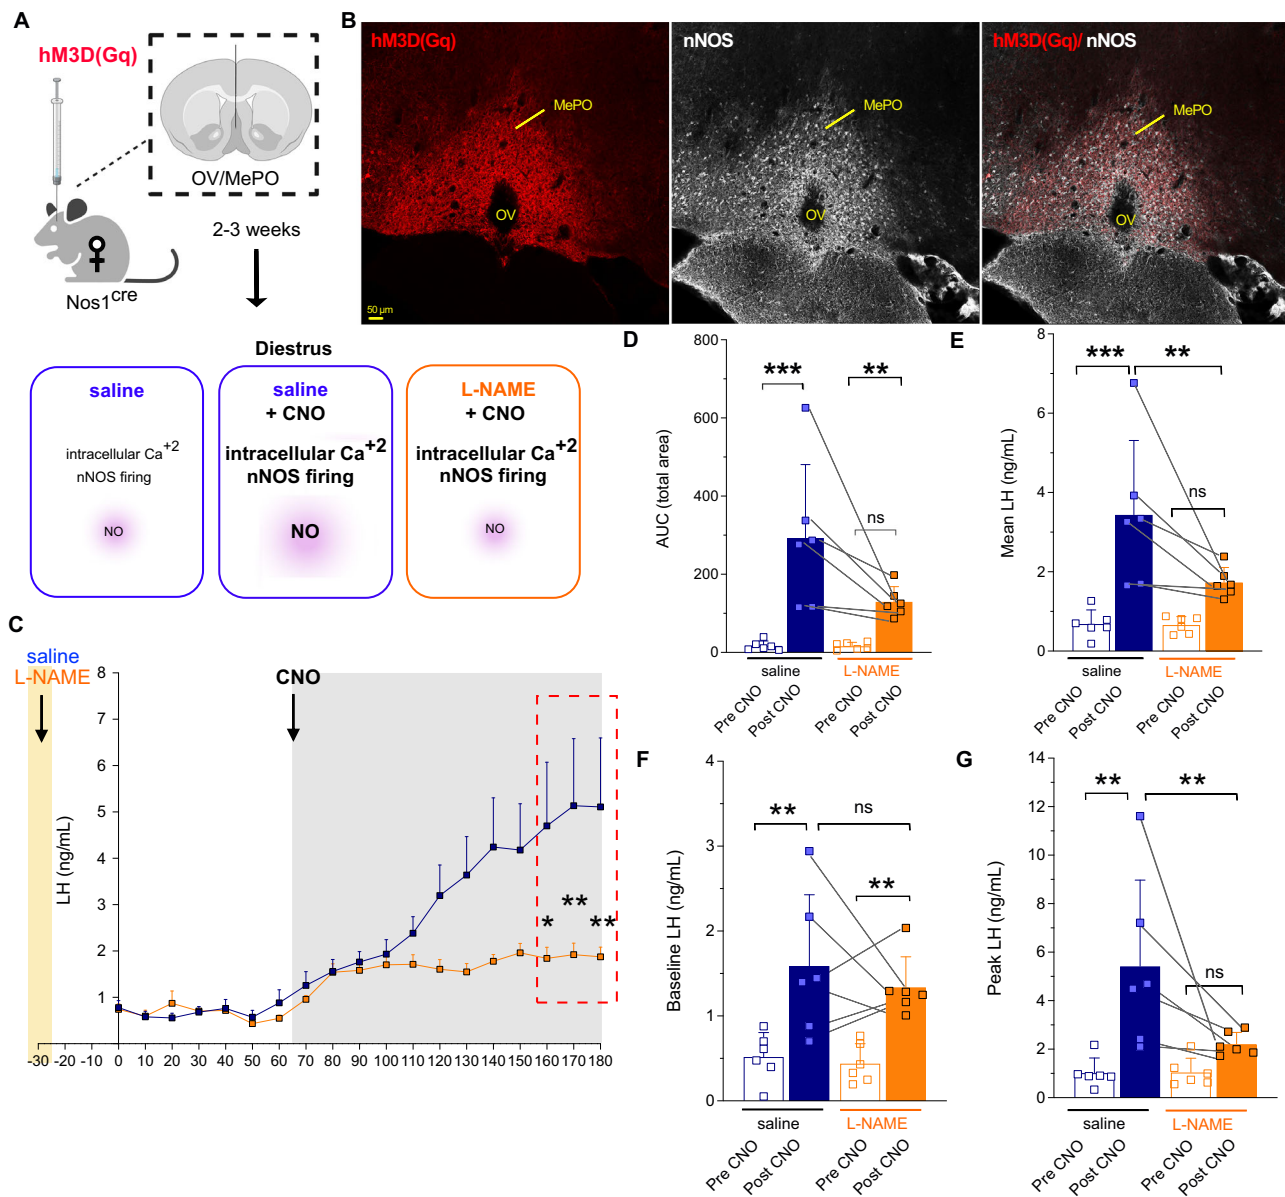 A
hM3D(Gq)
OV/MePO
2-3 weeks
Nos1cre
Diestrus
saline
intracellular Ca+2
nNOS firing
NO
saline
+ CNO
intracellular Ca+2
nNOS firing
NO
L-NAME
+ CNO
intracellular Ca+2
nNOS firing
NO
B
hM3D(Gq)
MePO
OV
50 µm
nNOS
MePO
OV
hM3D(Gq)/ nNOS
MePO
OV
C
saline
L-NAME
CNO
LH (ng/mL)
8
7
6
5
4
3
2
1
*
**
**
-30 -20 -10 0 10 20 30 40 50 60 70 80 90 100 110 120 130 140 150 160 170 180
D
AUC (total area)
800
600
400
200
0
***
**
ns
saline
L-NAME
Pre CNO
Post CNO
Pre CNO
Post CNO
E
Mean LH (ng/mL)
8
6
4
2
0
***
**
ns
saline
L-NAME
Pre CNO
Post CNO
Pre CNO
Post CNO
F
Baseline LH (ng/mL)
4
3
2
1
0
**
ns
**
saline
L-NAME
Pre CNO
Post CNO
Pre CNO
Post CNO
G
Peak LH (ng/mL)
14
12
10
8
6
4
2
0
**
**
ns
saline
L-NAME
Pre CNO
Post CNO
Pre CNO
Post CNO